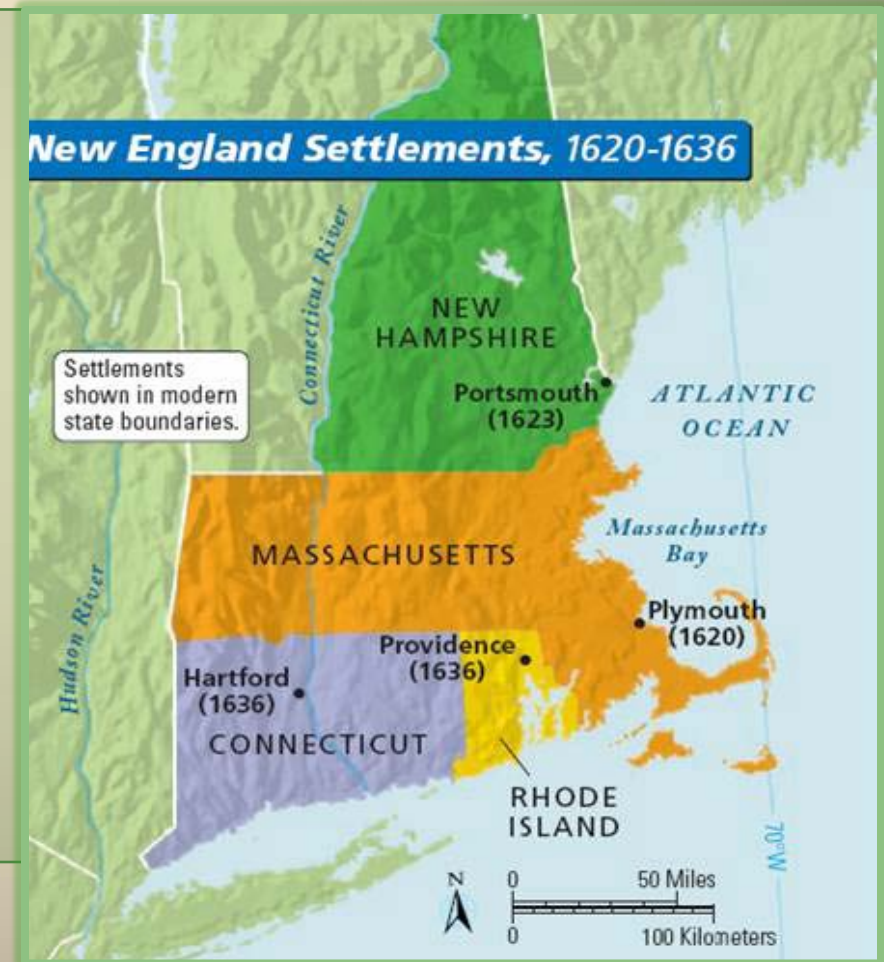 New England Settlements, 1620-1636
Connecticut River
NEW
HAMPSHIRE
Settlements
shown in modern
state boundaries.
Portsmouth
(1623)
ATLANTIC
OCEAN
Massachusetts
Bay
MASSACHUSETTS
Hudson River
Plymouth
(1620)
Providence
(1636)
Hartford
(1636)
CONNECTICUT
RHODE
ISLAND
70°W
N
0 50 Miles
0 100 Kilometers